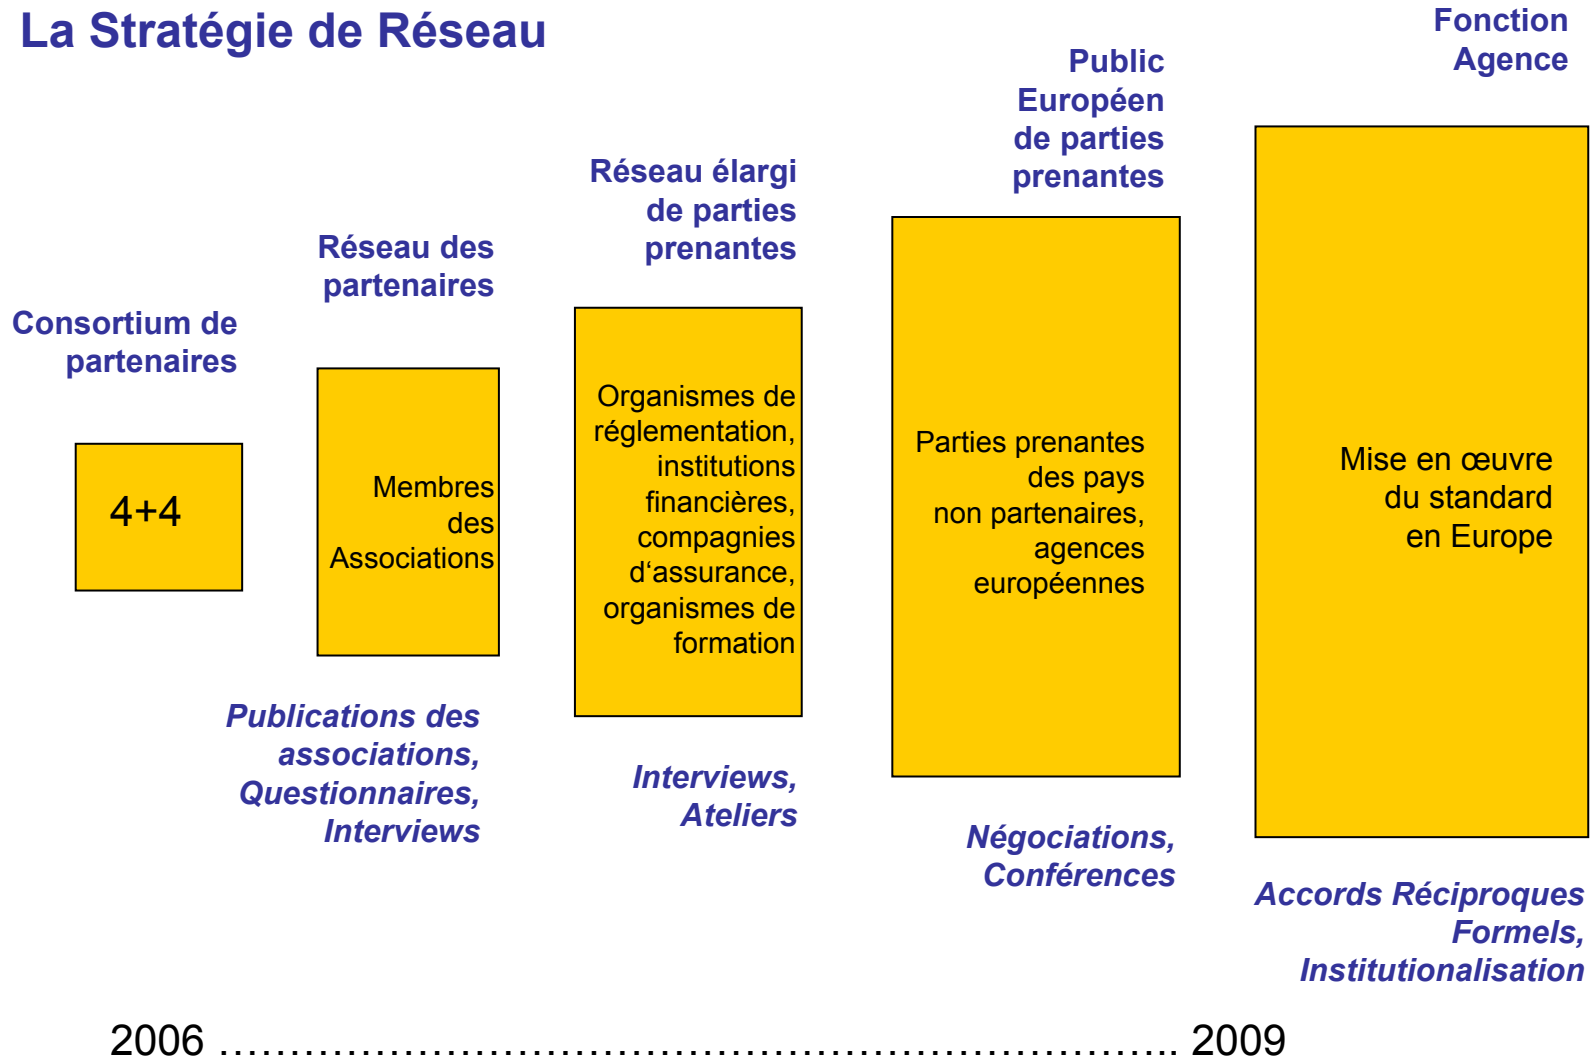 La Stratégie de Réseau
Consortium de
partenaires
4+4
Réseau des
partenaires
Membres
des
Associations
Publications des
associations,
Questionnaires,
Interviews
Réseau élargi
de parties
prenantes
Organismes de
réglementation,
institutions
financières,
compagnies
d‘assurance,
organismes de
formation
Interviews,
Ateliers
Public
Européen
de parties
prenantes
Parties prenantes
des pays
non partenaires,
agences
européennes
Négociations,
Conférences
Fonction
Agence
Mise en œuvre
du standard
en Europe
Accords Réciproques
Formels,
Institutionalisation
2006 ………………………………………………………….. 2009